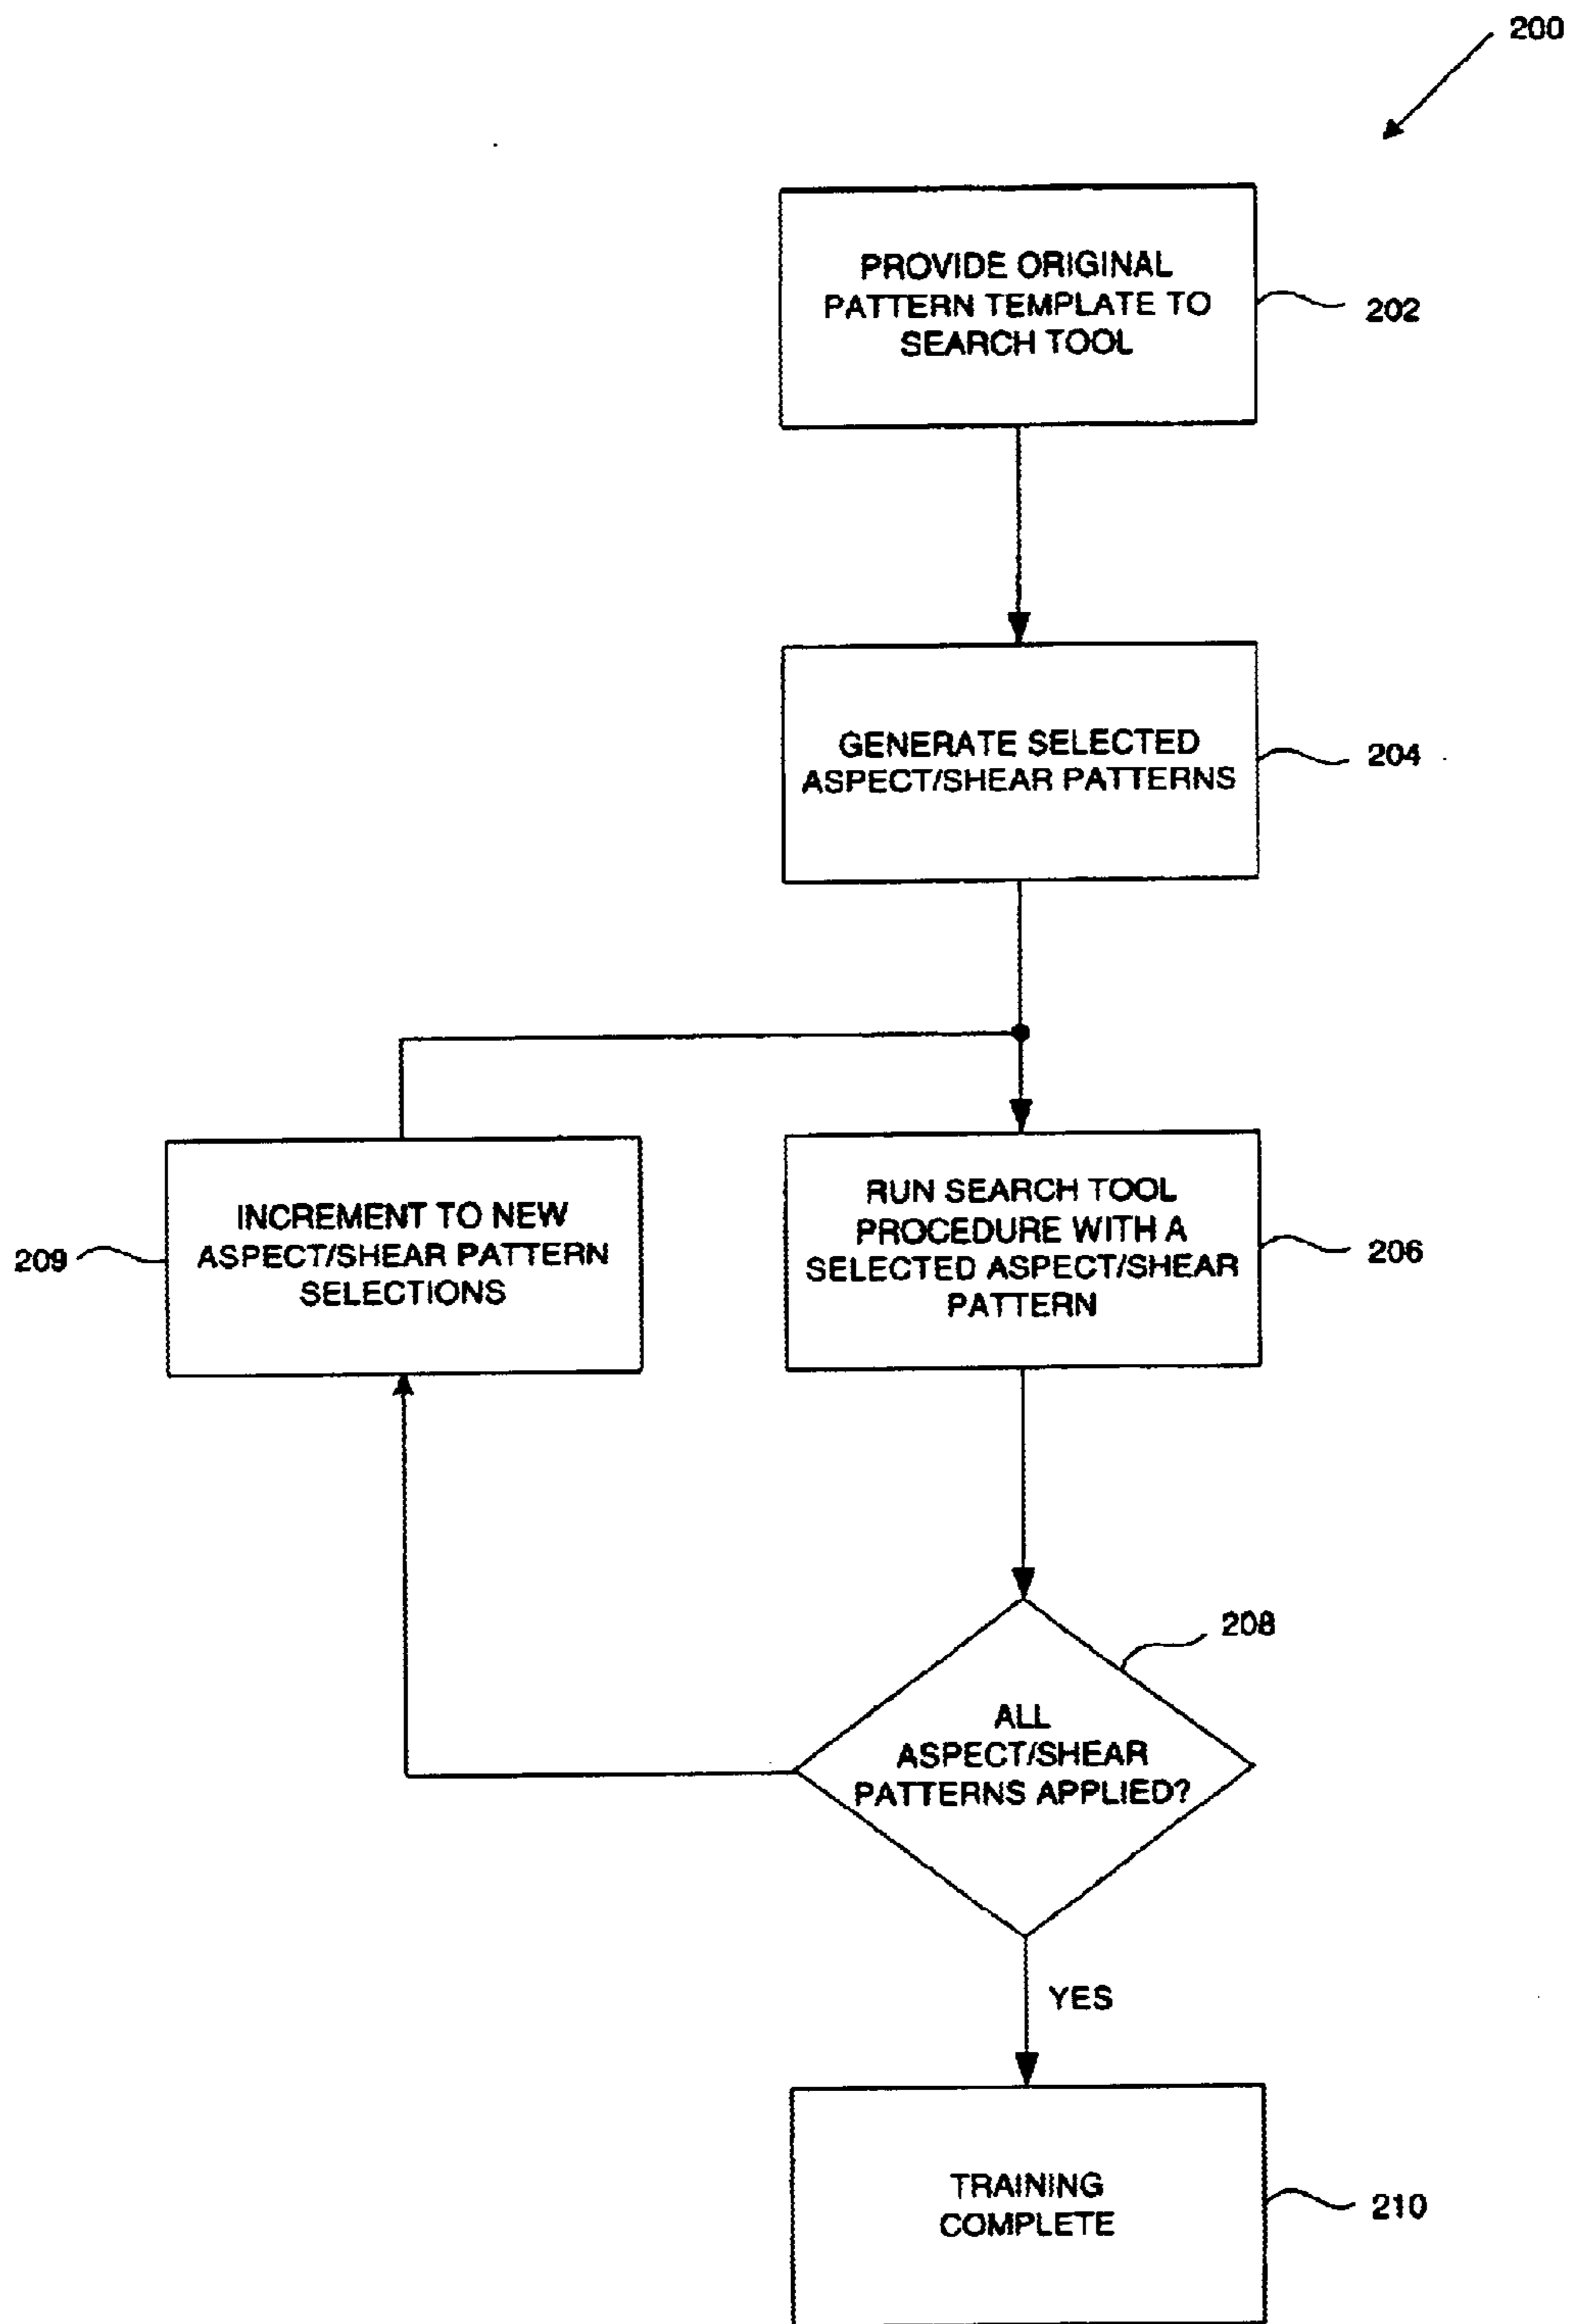 200
PROVIDE ORIGINAL
PATTERN TEMPLATE TO
SEARCH TOOL
202
GENERATE SELECTED
ASPECT/SHEAR PATTERNS
204
INCREMENT TO NEW
ASPECT/SHEAR PATTERN
SELECTIONS
209
RUN SEARCH TOOL
PROCEDURE WITH A
SELECTED ASPECT/SHEAR
PATTERN
206
208
ALL
ASPECT/SHEAR
PATTERNS APPLIED?
YES
TRAINING
COMPLETE
210